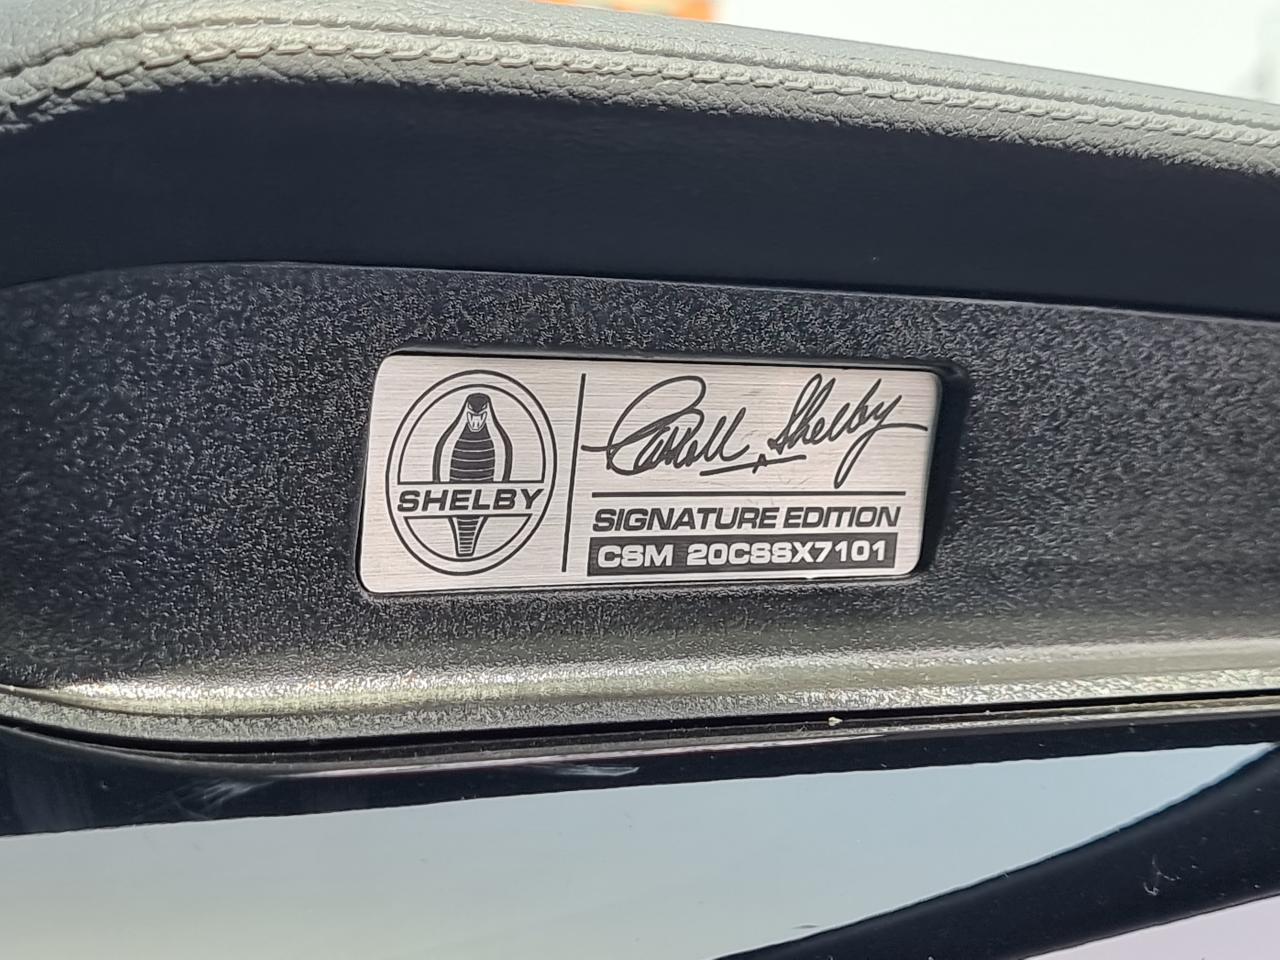 SHELBY
Carroll Shelby
SIGNATURE EDITION
CSM 20CSSX7101